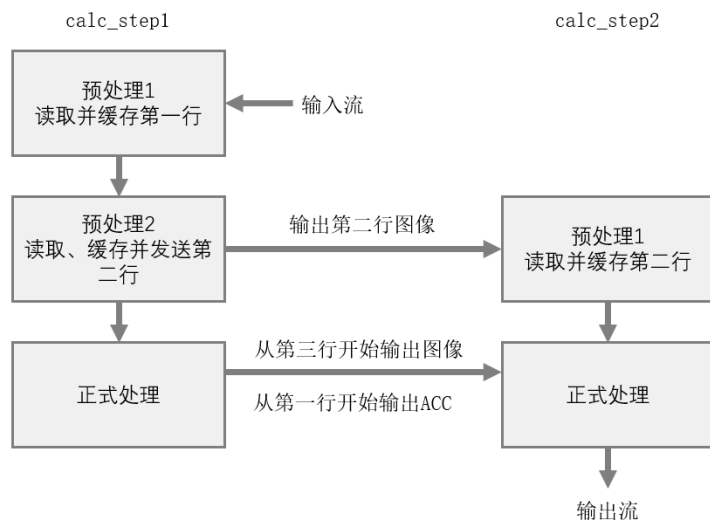 calc_step1
calc_step2
预处理1
读取并缓存第一行
输入流
预处理2
读取、缓存并发送第
二行
输出第二行图像
预处理1
读取并缓存第二行
从第三行开始输出图像
正式处理
正式处理
从第一行开始输出ACC
输出流